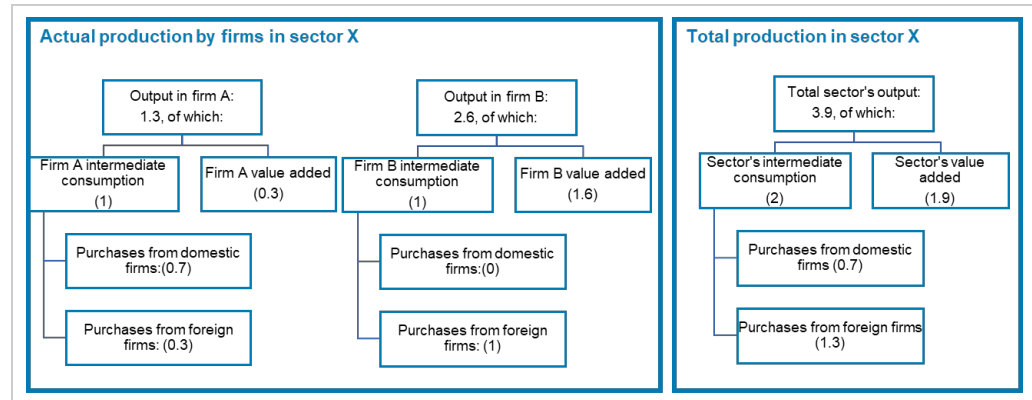 Actual production by firms in sector X
Output in firm A:
1.3, of which:
Firm A intermediate
consumption
(1)
Firm A value added
(0.3)
Purchases from domestic
firms:(0.7)
Purchases from foreign
firms: (0.3)
Output in firm B:
2.6, of which:
Firm B intermediate
consumption
(1)
Firm B value added
(1.6)
Purchases from domestic
firms:(0)
Purchases from foreign
firms: (1)
Total production in sector X
Total sector's output:
3.9, of which:
Sector's intermediate
consumption
(2)
Sector's value
added
(1.9)
Purchases from domestic
firms (0.7)
Purchases from foreign firms
(1.3)